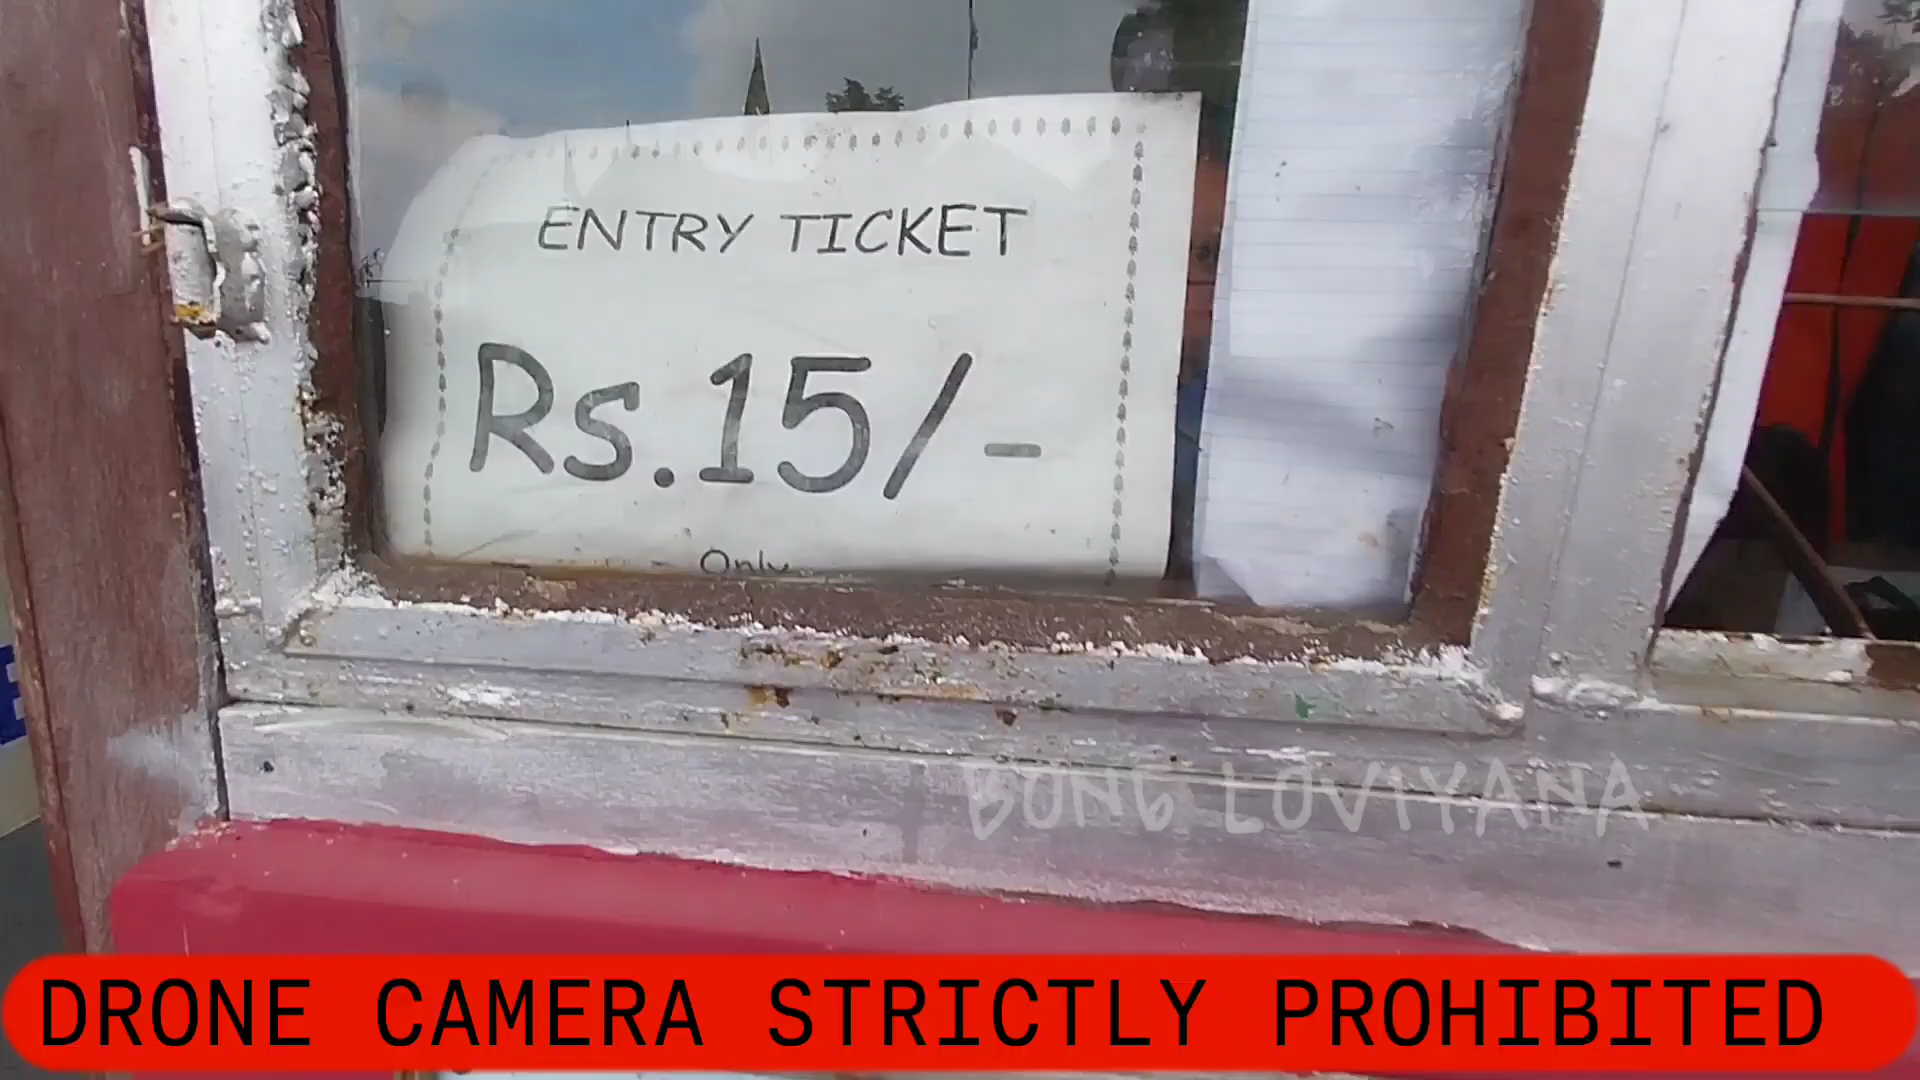 ENTRY TICKET
Rs.15/-
Only
BONG LOVIYANA
DRONE CAMERA STRICTLY PROHIBITED